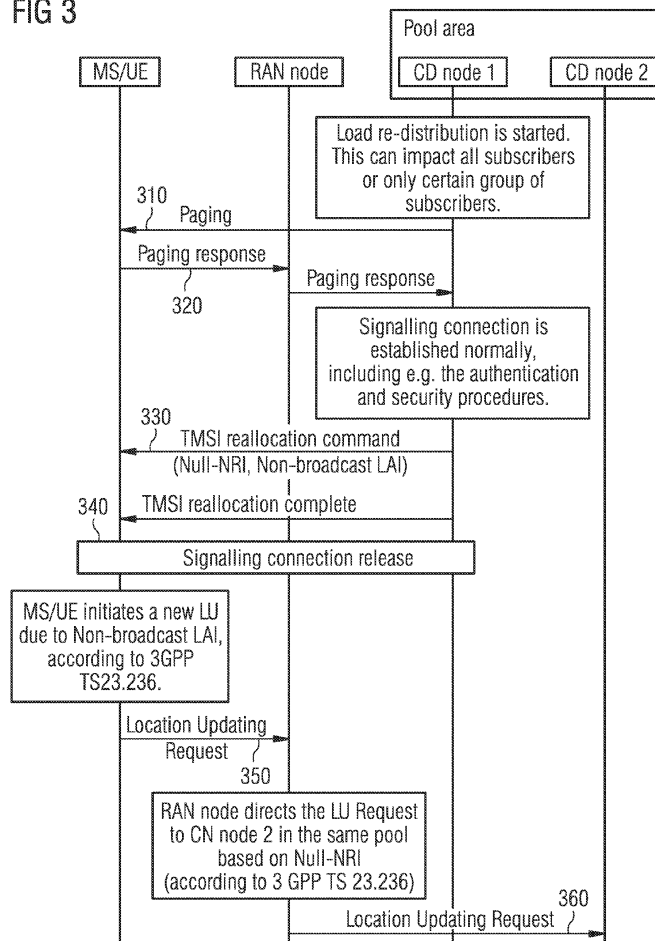 FIG 3
Pool area
MS/UE
RAN node
CD node 1
CD node 2
Load re-distribution is started.
This can impact all subscribers
or only certain group of
subscribers.
310
Paging
Paging response
320
Paging response
Signalling connection is
established normally,
including e.g. the authentication
and security procedures.
330
TMSI reallocation command
(Null-NRI, Non-broadcast LAI)
340
TMSI reallocation complete
Signalling connection release
MS/UE initiates a new LU
due to Non-broadcast LAI,
according to 3GPP
TS23.236.
Location Updating
Request
350
RAN node directs the LU Request
to CN node 2 in the same pool
based on Null-NRI
(according to 3 GPP TS 23.236)
360
Location Updating Request